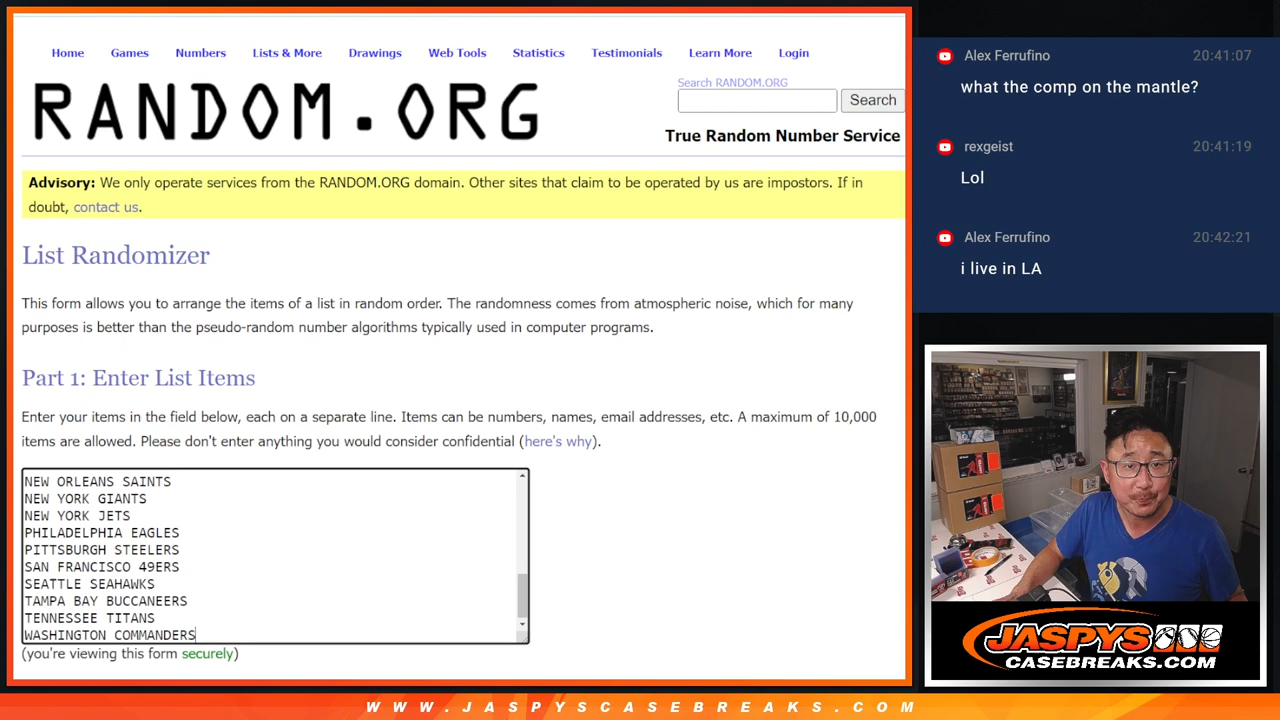 Home Games Numbers Lists & More Drawings Web Tools Statistics Testimonials Learn More Login
RANDOM.ORG
Search RANDOM.ORG
Search
True Random Number Service
Advisory: We only operate services from the RANDOM.ORG domain. Other sites that claim to be operated by us are impostors. If in
doubt, contact us.
List Randomizer
This form allows you to arrange the items of a list in random order. The randomness comes from atmospheric noise, which for many
purposes is better than the pseudo-random number algorithms typically used in computer programs.
Part 1: Enter List Items
Enter your items in the field below, each on a separate line. Items can be numbers, names, email addresses, etc. A maximum of 10,000
items are allowed. Please don't enter anything you would consider confidential (here's why).
NEW ORLEANS SAINTS
NEW YORK GIANTS
NEW YORK JETS
PHILADELPHIA EAGLES
PITTSBURGH STEELERS
SAN FRANCISCO 49ERS
SEATTLE SEAHAWKS
TAMPA BAY BUCCANEERS
TENNESSEE TITANS
WASHINGTON COMMANDERS
(you're viewing this form securely)
Alex Ferrufino 20:41:07
what the comp on the mantle?
rexgeist 20:41:19
Lol
Alex Ferrufino 20:42:21
i live in LA
JASPYS
CASEBREAKS.COM
WWW.JASPYSCASEBREAKS.COM